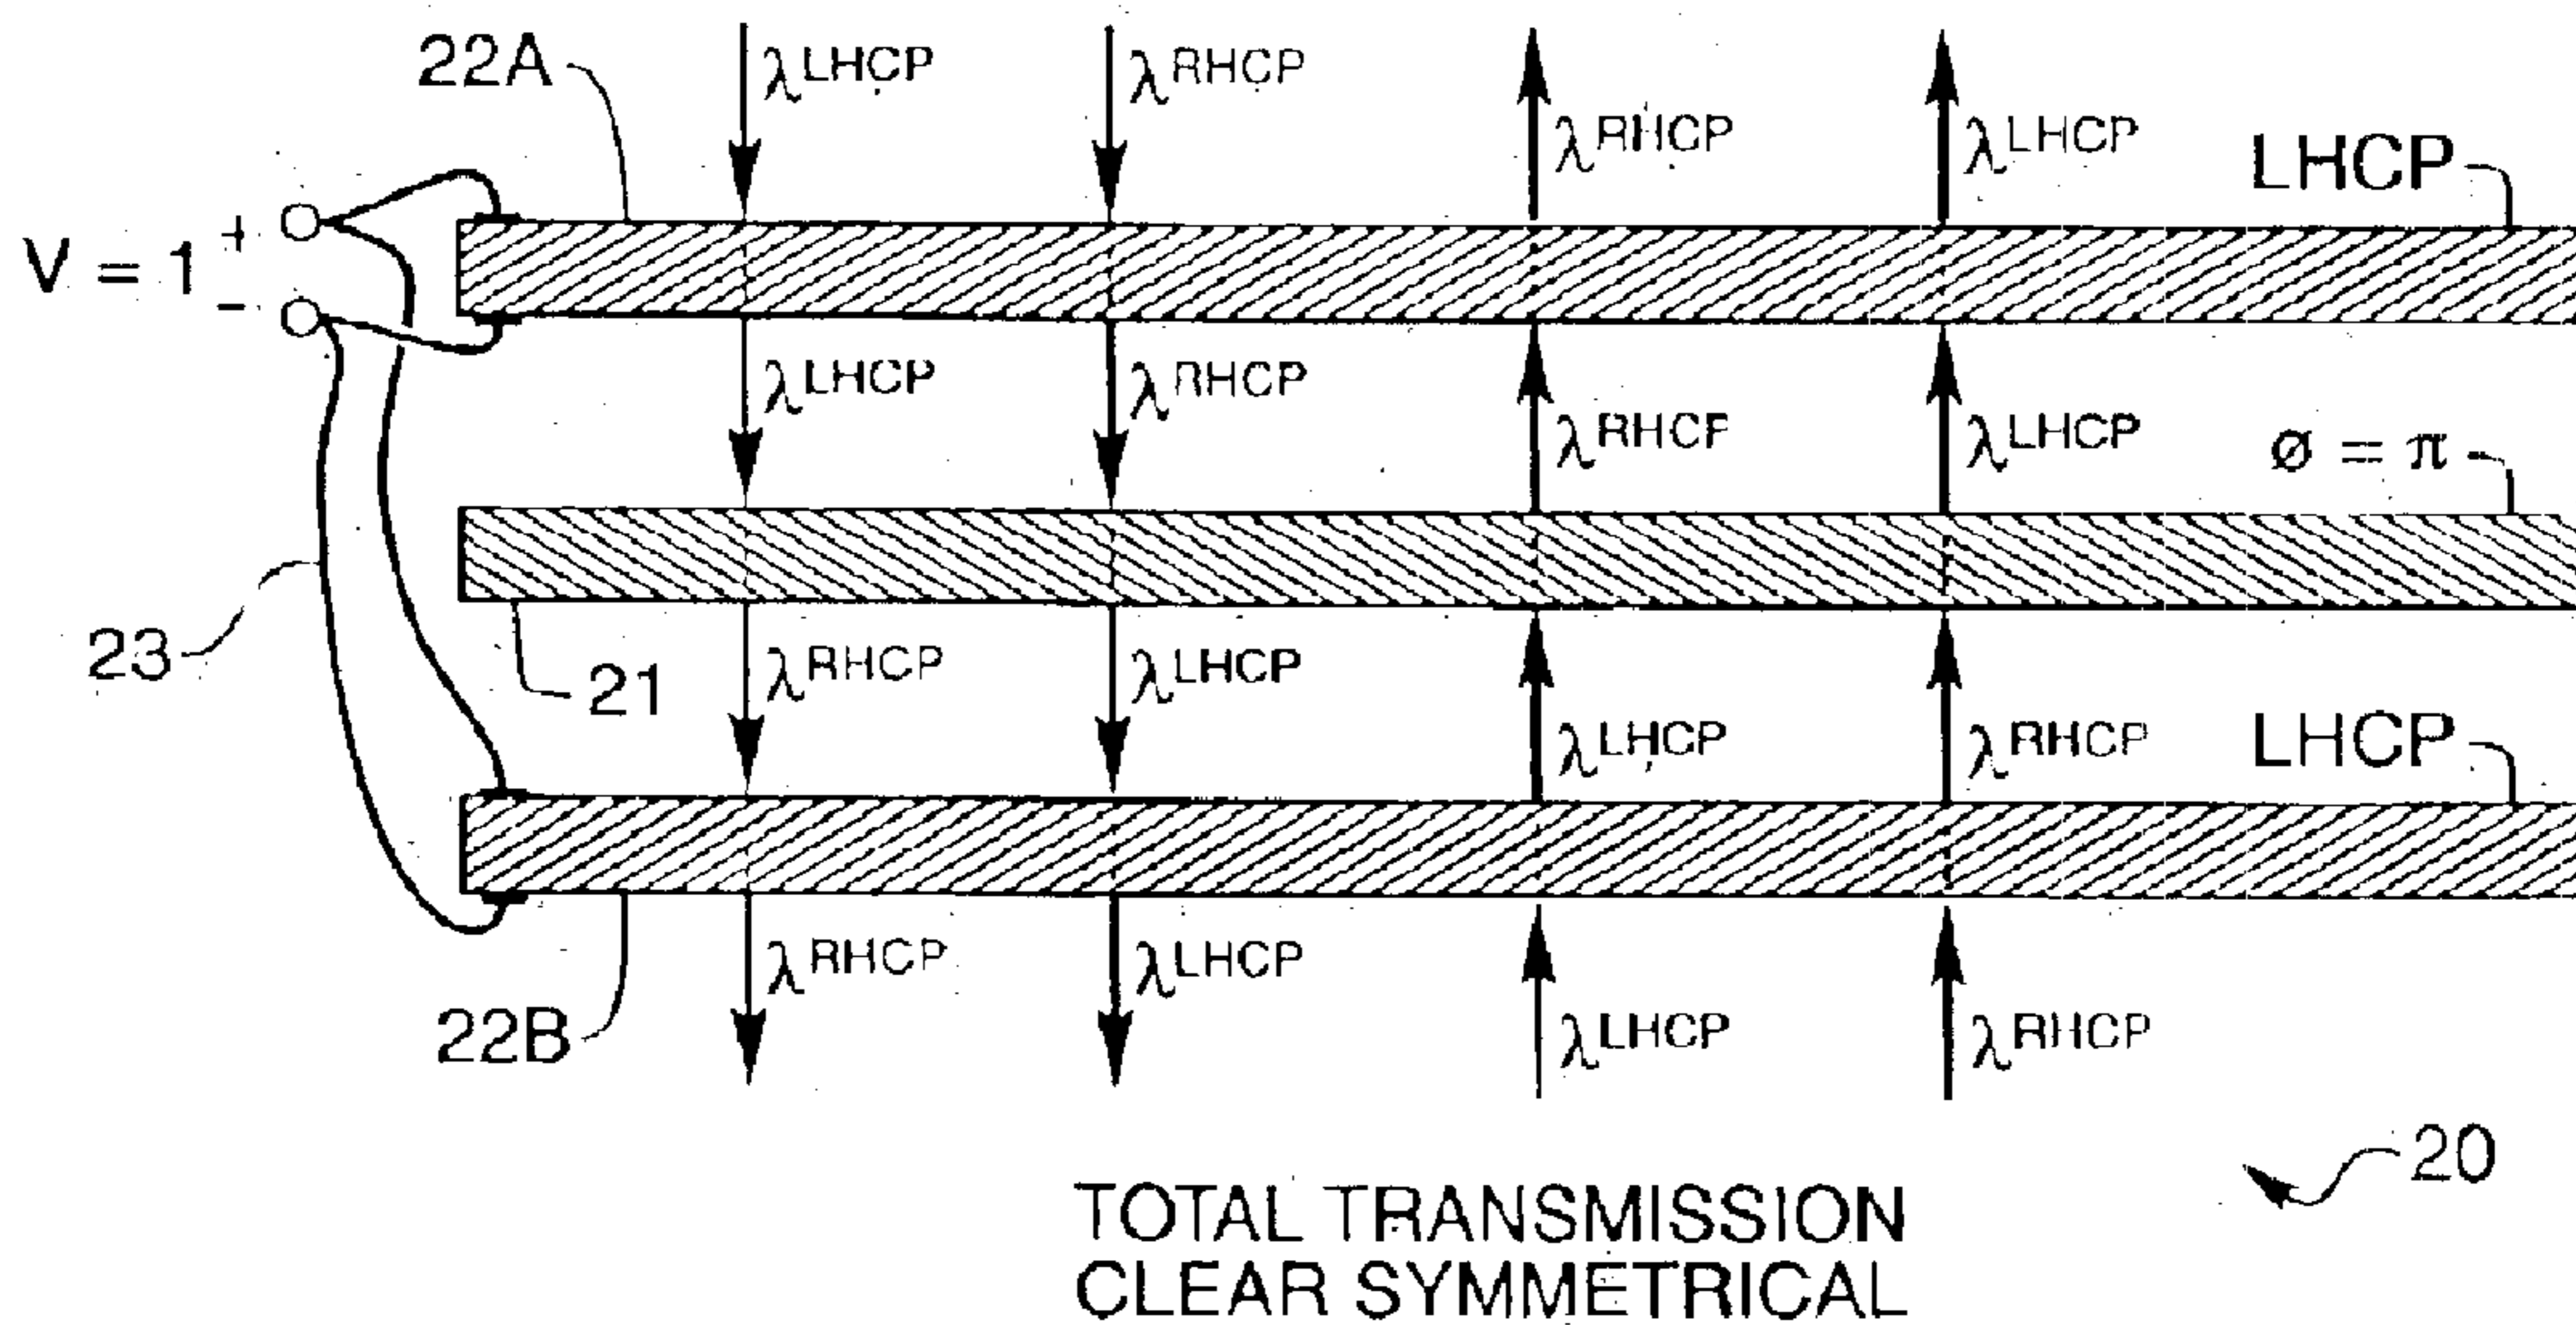 22A
λLHCP
λRHCP
λRHCP
λLHCP
LHCP
V = 1
+
-
λLHCP
λRHCP
λRHCF
λLHCP
ø = π
23
21
λRHCP
λLHCP
λLHCP
λRHCP
LHCP
22B
λRHCP
λLHCP
λLHCP
λRHCP
20
TOTAL TRANSMISSION
CLEAR SYMMETRICAL